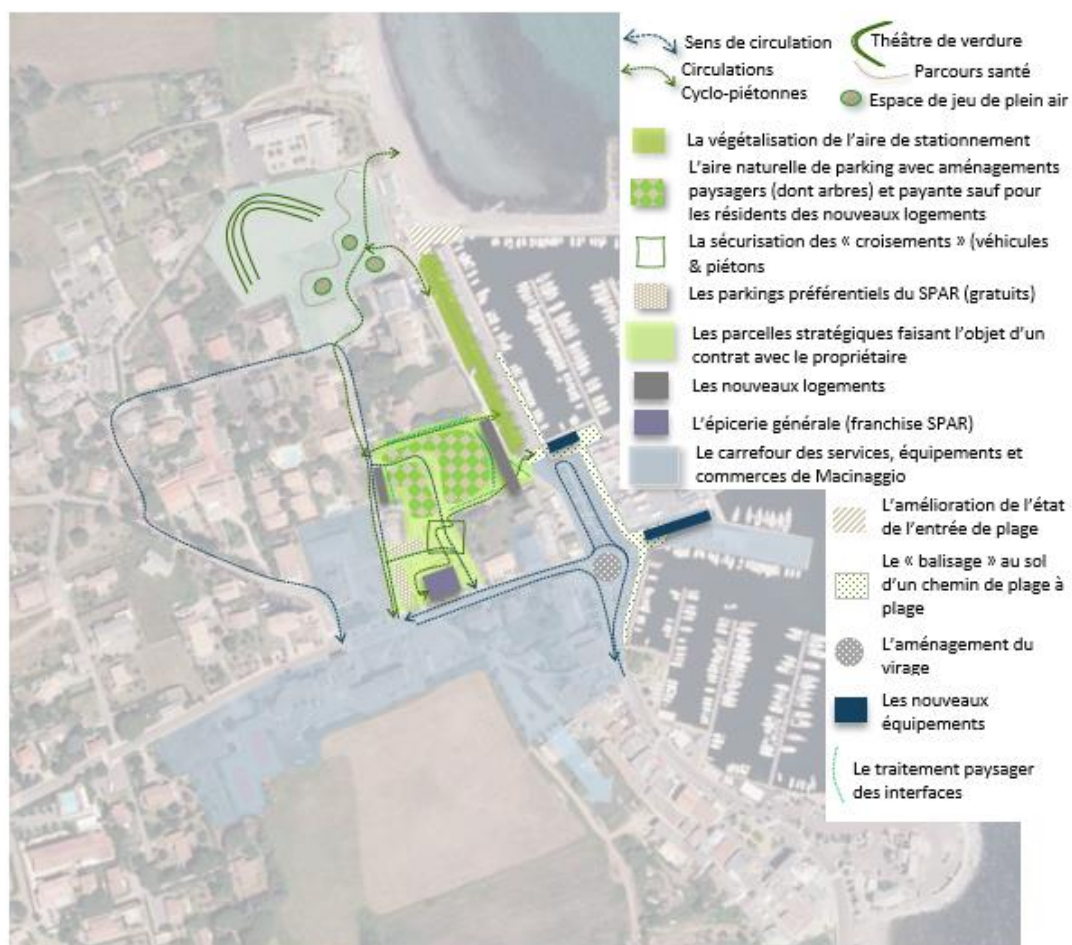 Sens de circulation
Circulations
Cyclo-piétonnes
Théâtre de verdure
Parcours santé
Espace de jeu de plein air
La végétalisation de l'aire de stationnement
L'aire naturelle de parking avec aménagements
paysagers (dont arbres) et payante sauf pour
les résidents des nouveaux logements
La sécurisation des « croisements » (véhicules
& piétons
Les parkings préférentiels du SPAR (gratuits)
Les parcelles stratégiques faisant l'objet d'un
contrat avec le propriétaire
Les nouveaux logements
L'épicerie générale (franchise SPAR)
Le carrefour des services, équipements et
commerces de Macinaggio
L'amélioration de l'état
de l'entrée de plage
Le « balisage » au sol
d'un chemin de plage à
plage
L'aménagement du
virage
Les nouveaux
équipements
Le traitement paysager
des interfaces